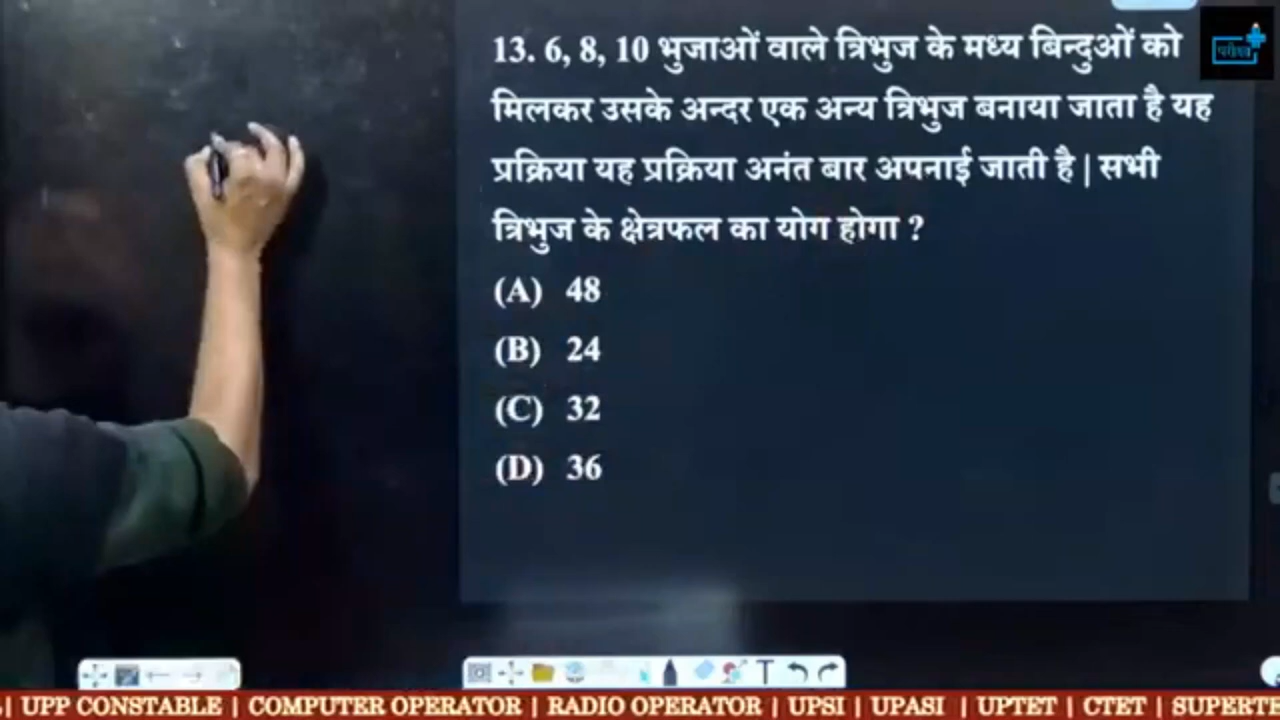 13. 6, 8, 10 भुजाओं वाले त्रिभुज के मध्य बिन्दुओं को
मिलकर उसके अन्दर एक अन्य त्रिभुज बनाया जाता है यह
प्रक्रिया यह प्रक्रिया अनंत बार अपनाई जाती है | सभी
त्रिभुज के क्षेत्रफल का योग होगा ?
(A) 48
(B) 24
(C) 32
(D) 36
| UPP CONSTABLE | COMPUTER OPERATOR | RADIO OPERATOR | UPSI | UPASI | UPTET | CTET | SUPERTE